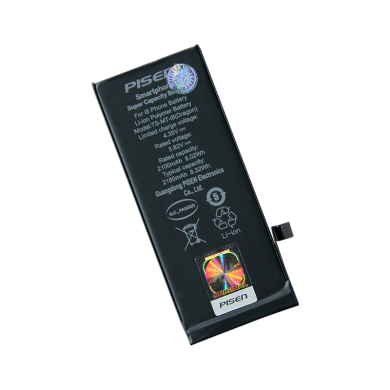 PISEN
Smartphone
Super Capacity Battery
For i8 Phone Battery
Li-ion Polymer Battery
Model:TS-MT-i8(Dragon)
Limited charge voltage:
4.35V
Rated voltage:
3.82V
Rated capacity:
2100mAh 8.02Wh
Typical capacity:
2180mAh 8.32Wh
Guangdong PISEN Electronics
Co., Ltd.
Q.C. PASSED
Li-ion
PISEN